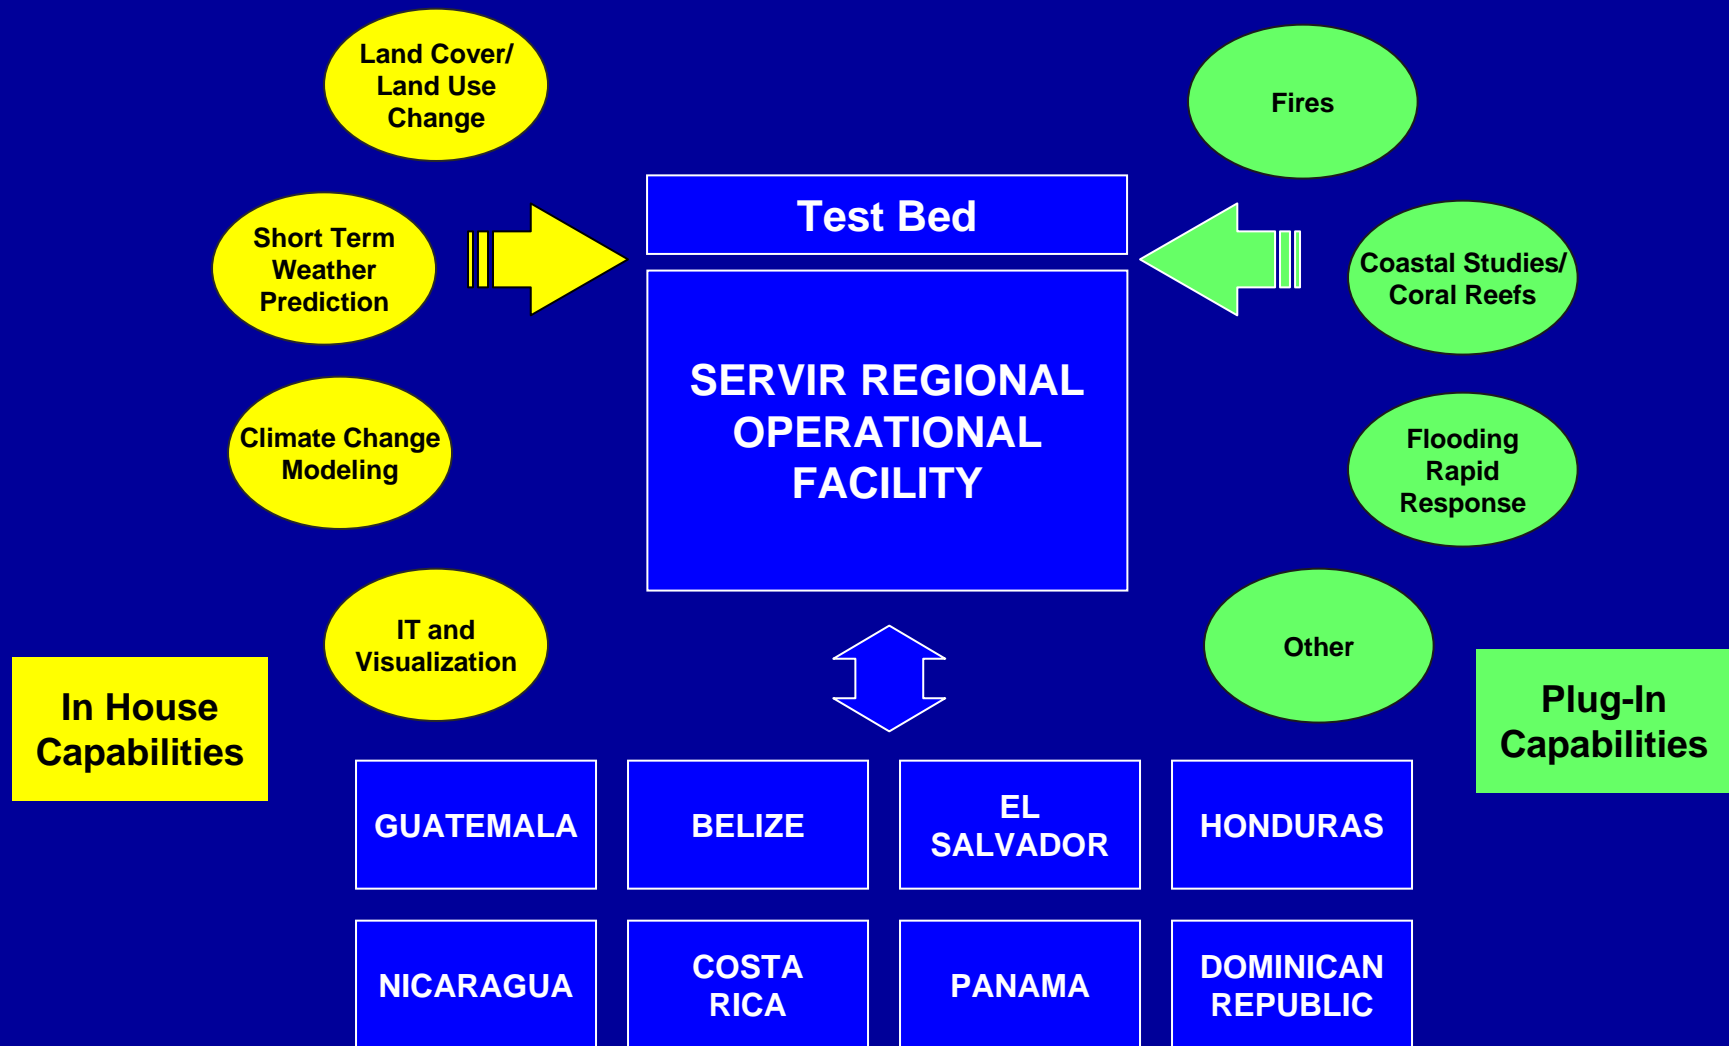 Land Cover/
Land Use
Change
Short Term
Weather
Prediction
Climate Change
Modeling
IT and
Visualization
In House
Capabilities
Test Bed
SERVIR REGIONAL
OPERATIONAL
FACILITY
Fires
Coastal Studies/
Coral Reefs
Flooding
Rapid
Response
Other
Plug-In
Capabilities
GUATEMALA
BELIZE
EL
SALVADOR
HONDURAS
NICARAGUA
COSTA
RICA
PANAMA
DOMINICAN
REPUBLIC